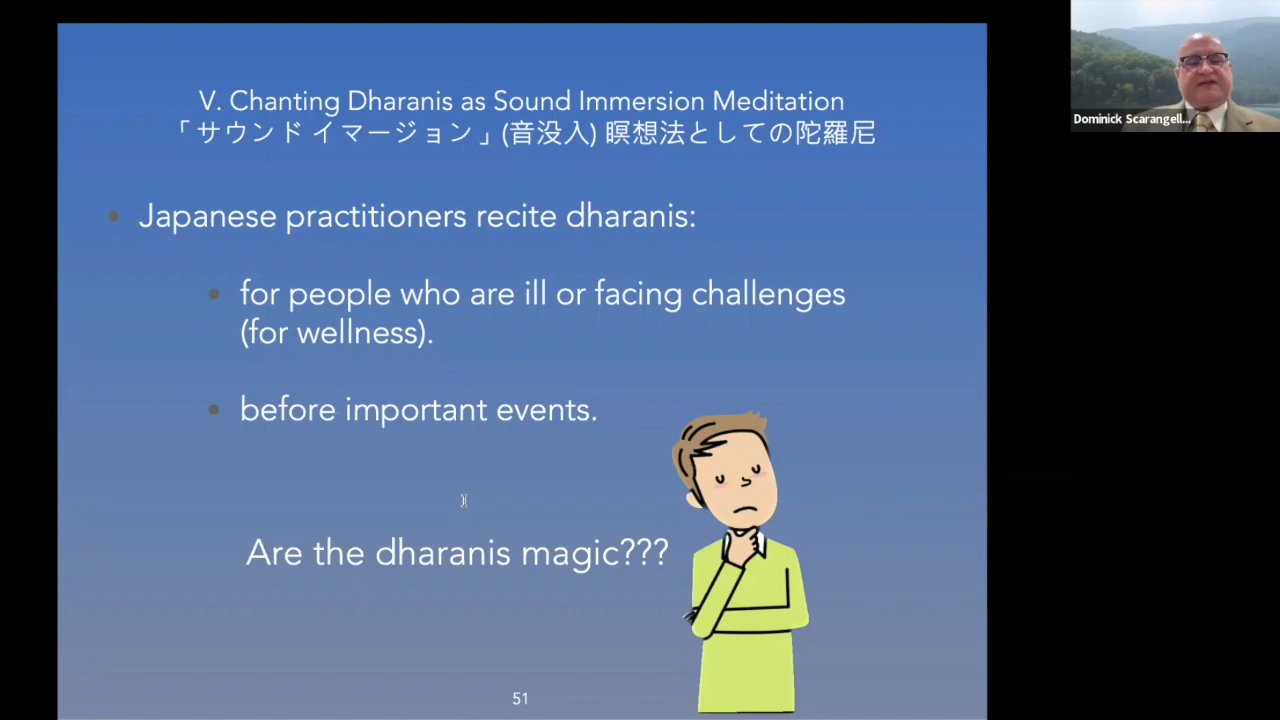 V. Chanting Dharanis as Sound Immersion Meditation
「サウンド イマージョン」(音没入) 瞑想法としての陀羅尼
• Japanese practitioners recite dharanis:
• for people who are ill or facing challenges
(for wellness).
• before important events.
Are the dharanis magic???
51
Dominick Scarangell...